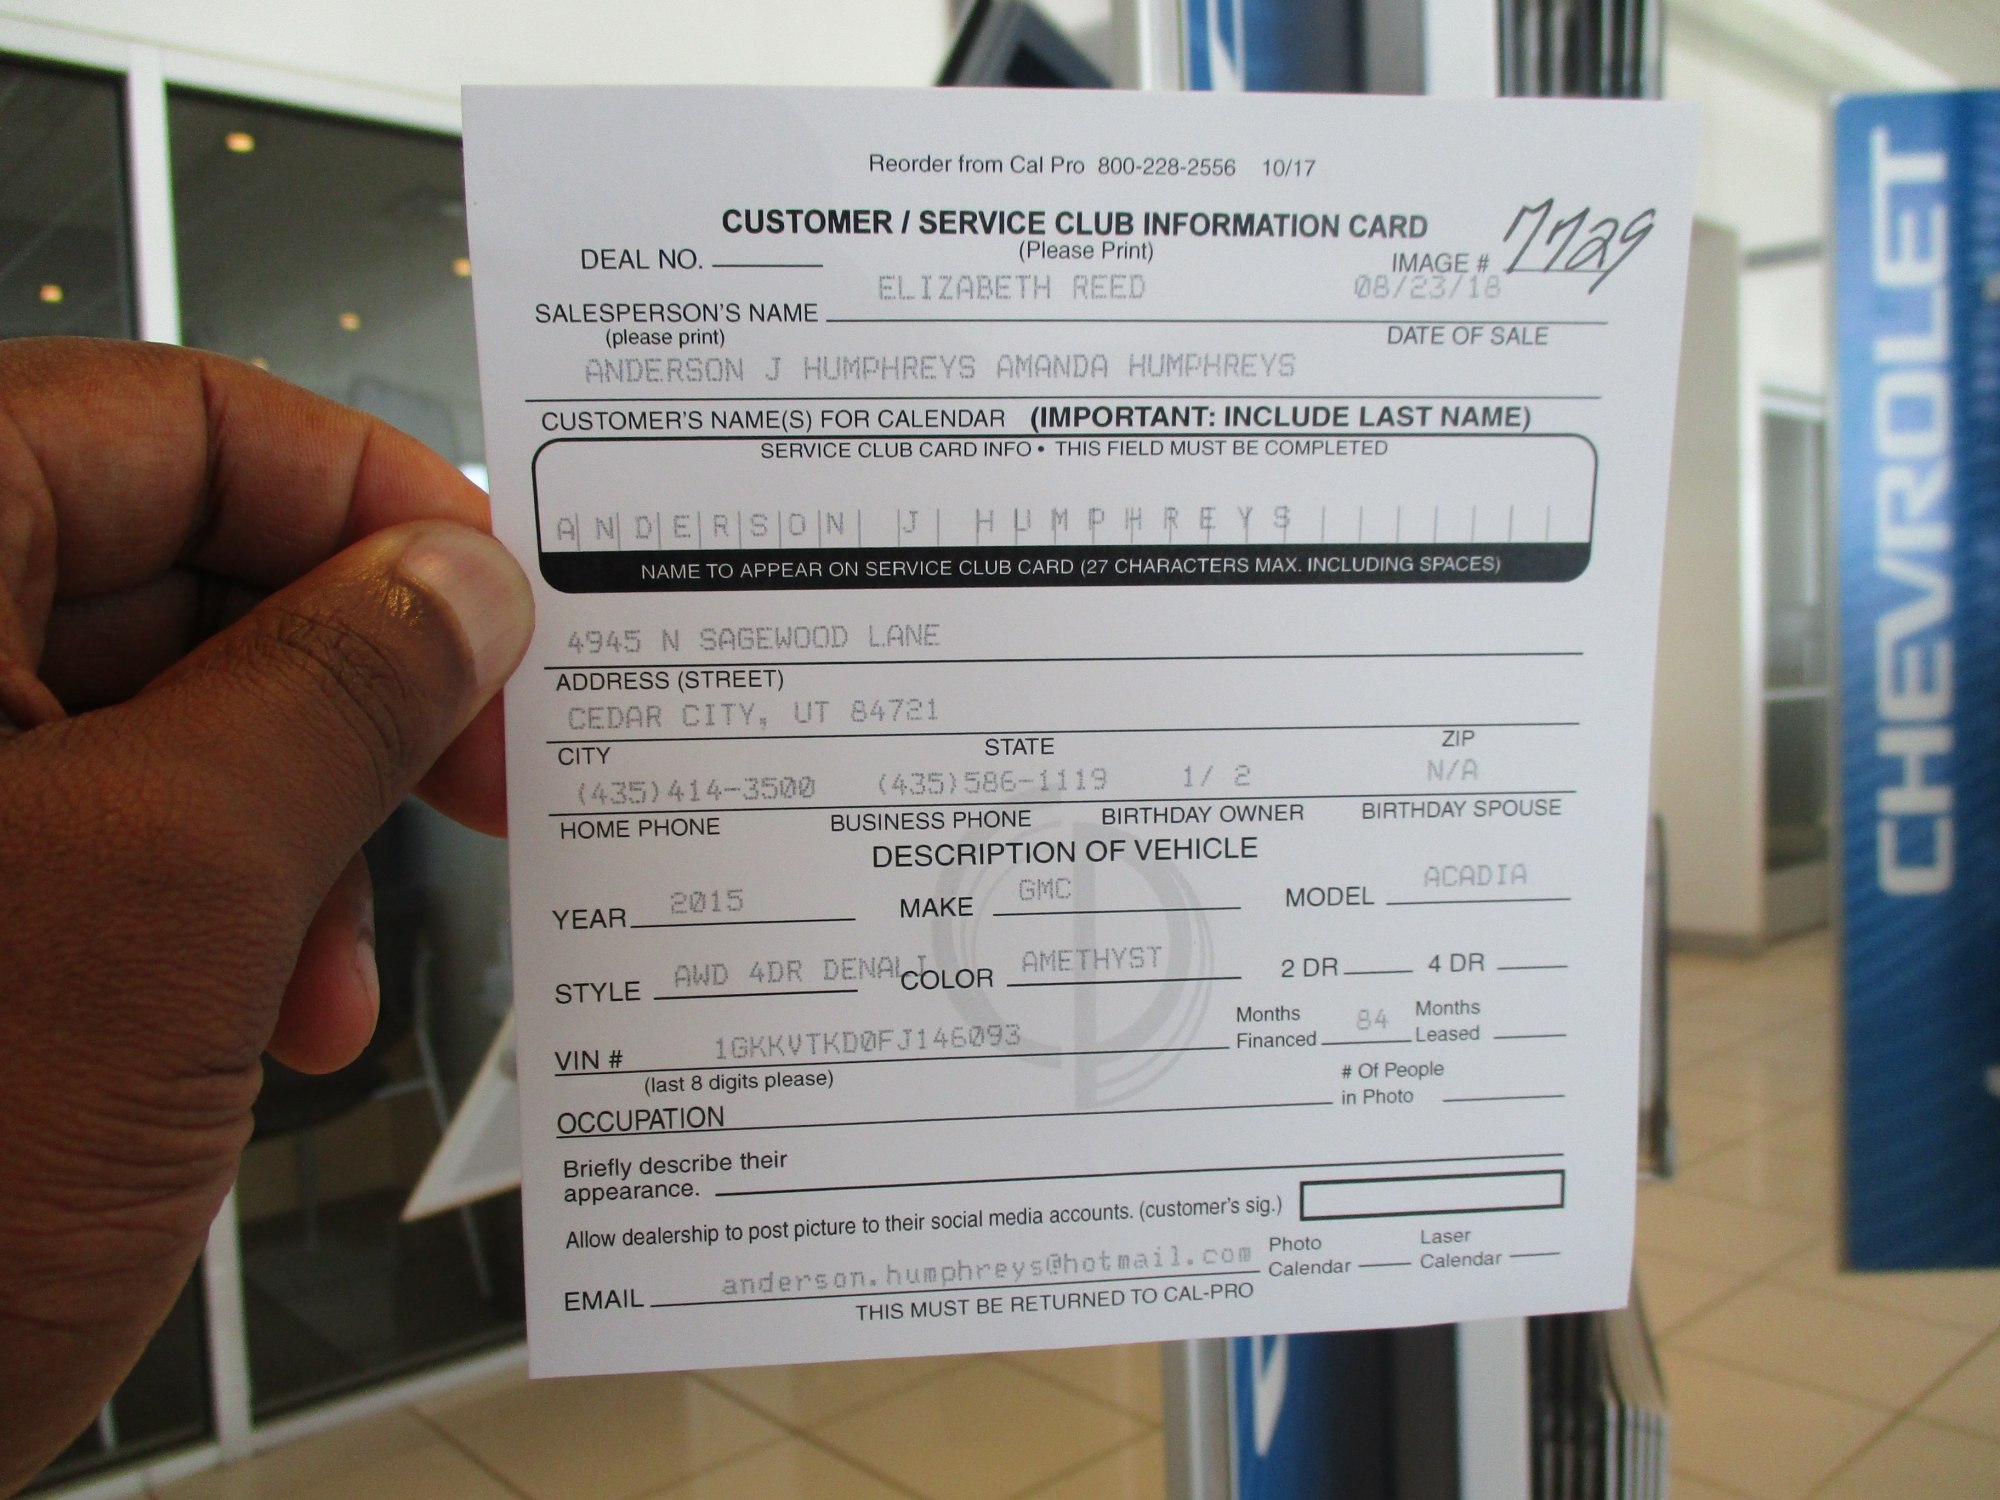 Reorder from Cal Pro 800-228-2556 10/17
CUSTOMER / SERVICE CLUB INFORMATION CARD
(Please Print)
DEAL NO. IMAGE # 7729
ELIZABETH REED 08/23/18
SALESPERSON'S NAME
(please print) DATE OF SALE
ANDERSON J HUMPHREYS AMANDA HUMPHREYS
CUSTOMER'S NAME(S) FOR CALENDAR (IMPORTANT: INCLUDE LAST NAME)
SERVICE CLUB CARD INFO • THIS FIELD MUST BE COMPLETED
ANDERSON J HUMPHREYS
NAME TO APPEAR ON SERVICE CLUB CARD (27 CHARACTERS MAX. INCLUDING SPACES)
4945 N SAGEWOOD LANE
ADDRESS (STREET)
CEDAR CITY, UT 84721
CITY STATE ZIP
(435)414-3500 (435)586-1119 1/ 2 N/A
HOME PHONE BUSINESS PHONE BIRTHDAY OWNER BIRTHDAY SPOUSE
DESCRIPTION OF VEHICLE
YEAR 2015 MAKE GMC MODEL ACADIA
STYLE AWD 4DR DENALI COLOR AMETHYST 2 DR 4 DR
VIN # 1GKKVTKD0FJ146093 Months Financed 84 Months Leased
(last 8 digits please)
OCCUPATION # Of People in Photo
Briefly describe their
appearance.
Allow dealership to post picture to their social media accounts. (customer's sig.)
EMAIL anderson.humphreys@hotmail.com Photo Calendar Laser Calendar
THIS MUST BE RETURNED TO CAL-PRO
CHEVROLET